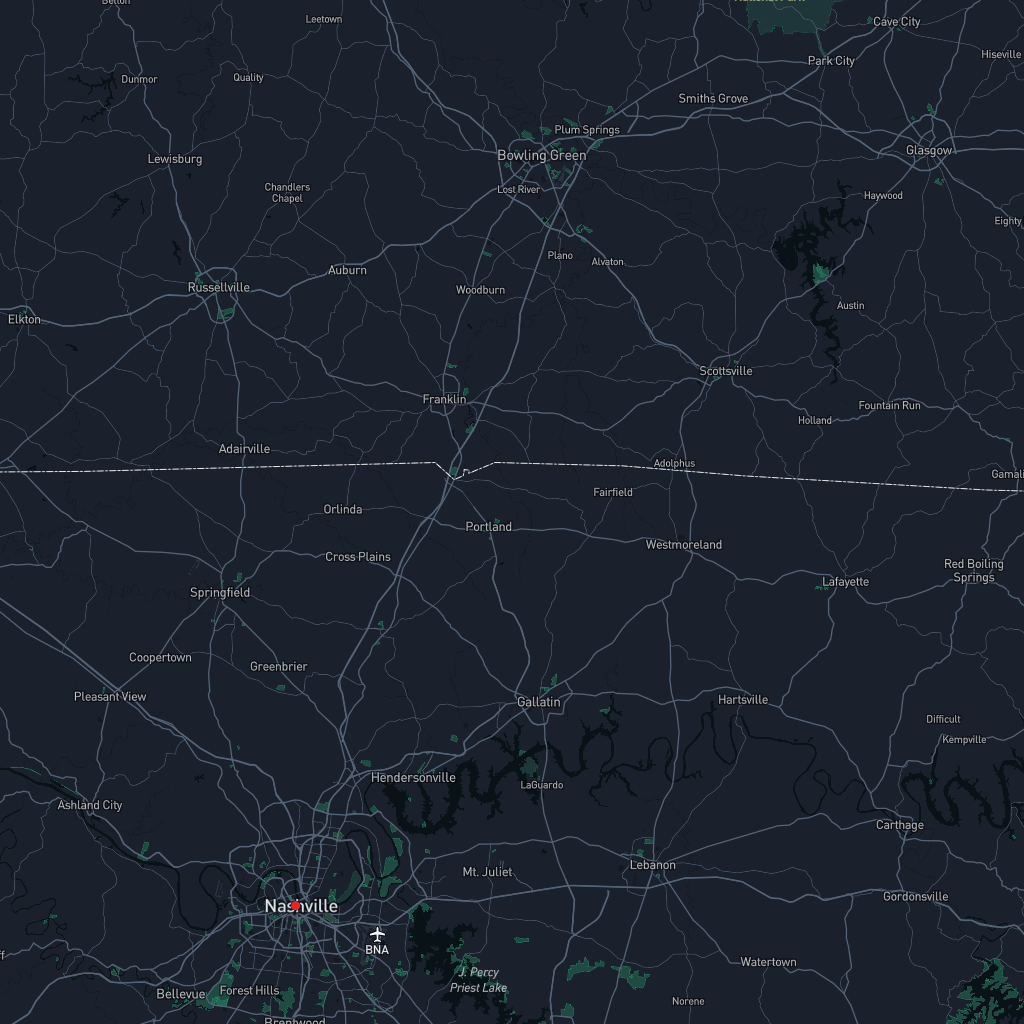 Belton
Leetown
National Park
Cave City
Hiseville
Park City
Dunmor
Quality
Smiths Grove
Plum Springs
Bowling Green
Glasgow
Lewisburg
Chandlers
Chapel
Lost River
Haywood
Eighty
Plano
Alvaton
Auburn
Russellville
Woodburn
Austin
Elkton
Scottsville
Franklin
Fountain Run
Holland
Adairville
Adolphus
Gamali
Fairfield
Orlinda
Portland
Cross Plains
Westmoreland
Red Boiling
Springs
Lafayette
Springfield
Coopertown
Greenbrier
Pleasant View
Gallatin
Hartsville
Difficult
Kempville
Hendersonville
LaGuardo
Ashland City
Carthage
Mt. Juliet
Lebanon
Gordonsville
Nashville
BNA
ff
J. Percy
Priest Lake
Watertown
Bellevue
Forest Hills
Norene
Brentwood